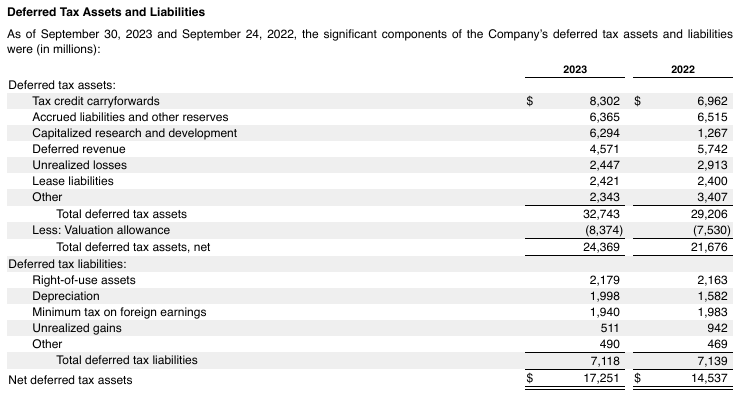 Deferred Tax Assets and Liabilities
As of September 30, 2023 and September 24, 2022, the significant components of the Company's deferred tax assets and liabilities
were (in millions):
2023 2022
Deferred tax assets:
Tax credit carryforwards $ 8,302 $ 6,962
Accrued liabilities and other reserves 6,365 6,515
Capitalized research and development 6,294 1,267
Deferred revenue 4,571 5,742
Unrealized losses 2,447 2,913
Lease liabilities 2,421 2,400
Other 2,343 3,407
Total deferred tax assets 32,743 29,206
Less: Valuation allowance (8,374) (7,530)
Total deferred tax assets, net 24,369 21,676
Deferred tax liabilities:
Right-of-use assets 2,179 2,163
Depreciation 1,998 1,582
Minimum tax on foreign earnings 1,940 1,983
Unrealized gains 511 942
Other 490 469
Total deferred tax liabilities 7,118 7,139
Net deferred tax assets $ 17,251 $ 14,537